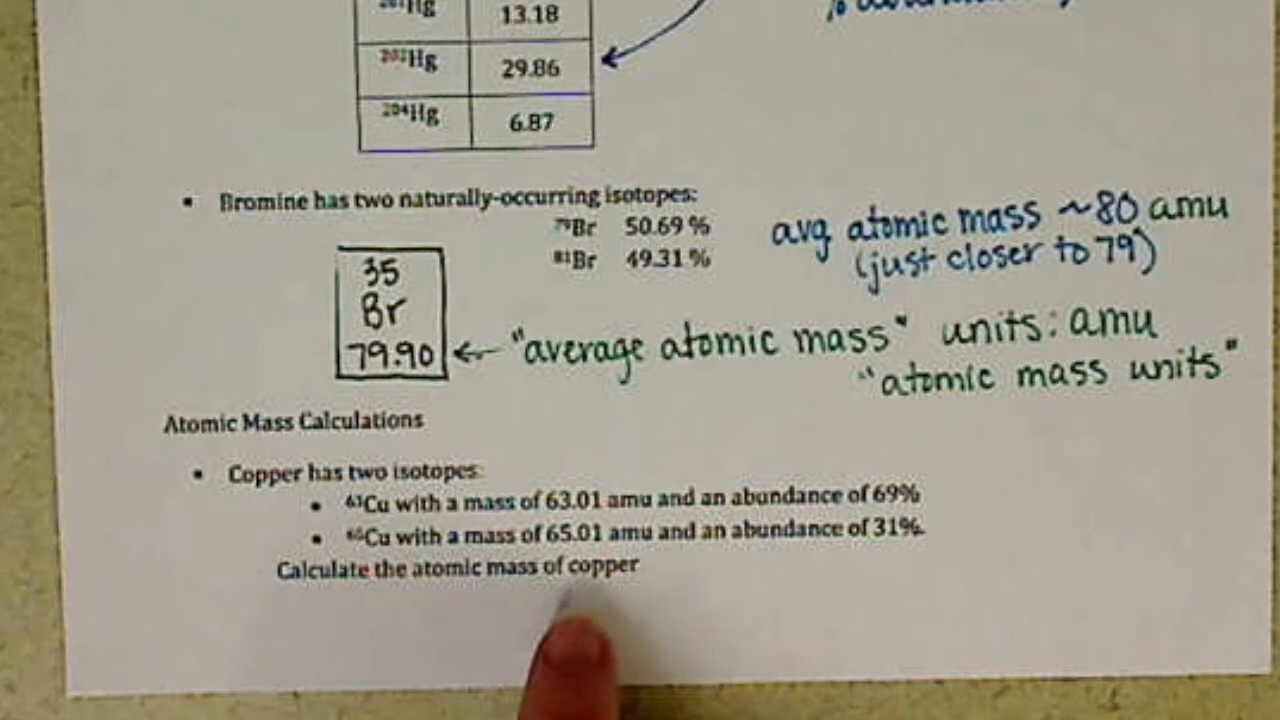 ²⁰¹Hg 13.18
²⁰²Hg 29.86
²⁰⁴Hg 6.87
• Bromine has two naturally-occurring isotopes:
⁷⁹Br 50.69 %
⁸¹Br 49.31 %
avg atomic mass ~80 amu
(just closer to 79)
35
Br
79.90
"average atomic mass" units: amu
"atomic mass units"
Atomic Mass Calculations
• Copper has two isotopes:
• ⁶³Cu with a mass of 63.01 amu and an abundance of 69%
• ⁶⁵Cu with a mass of 65.01 amu and an abundance of 31%.
Calculate the atomic mass of copper